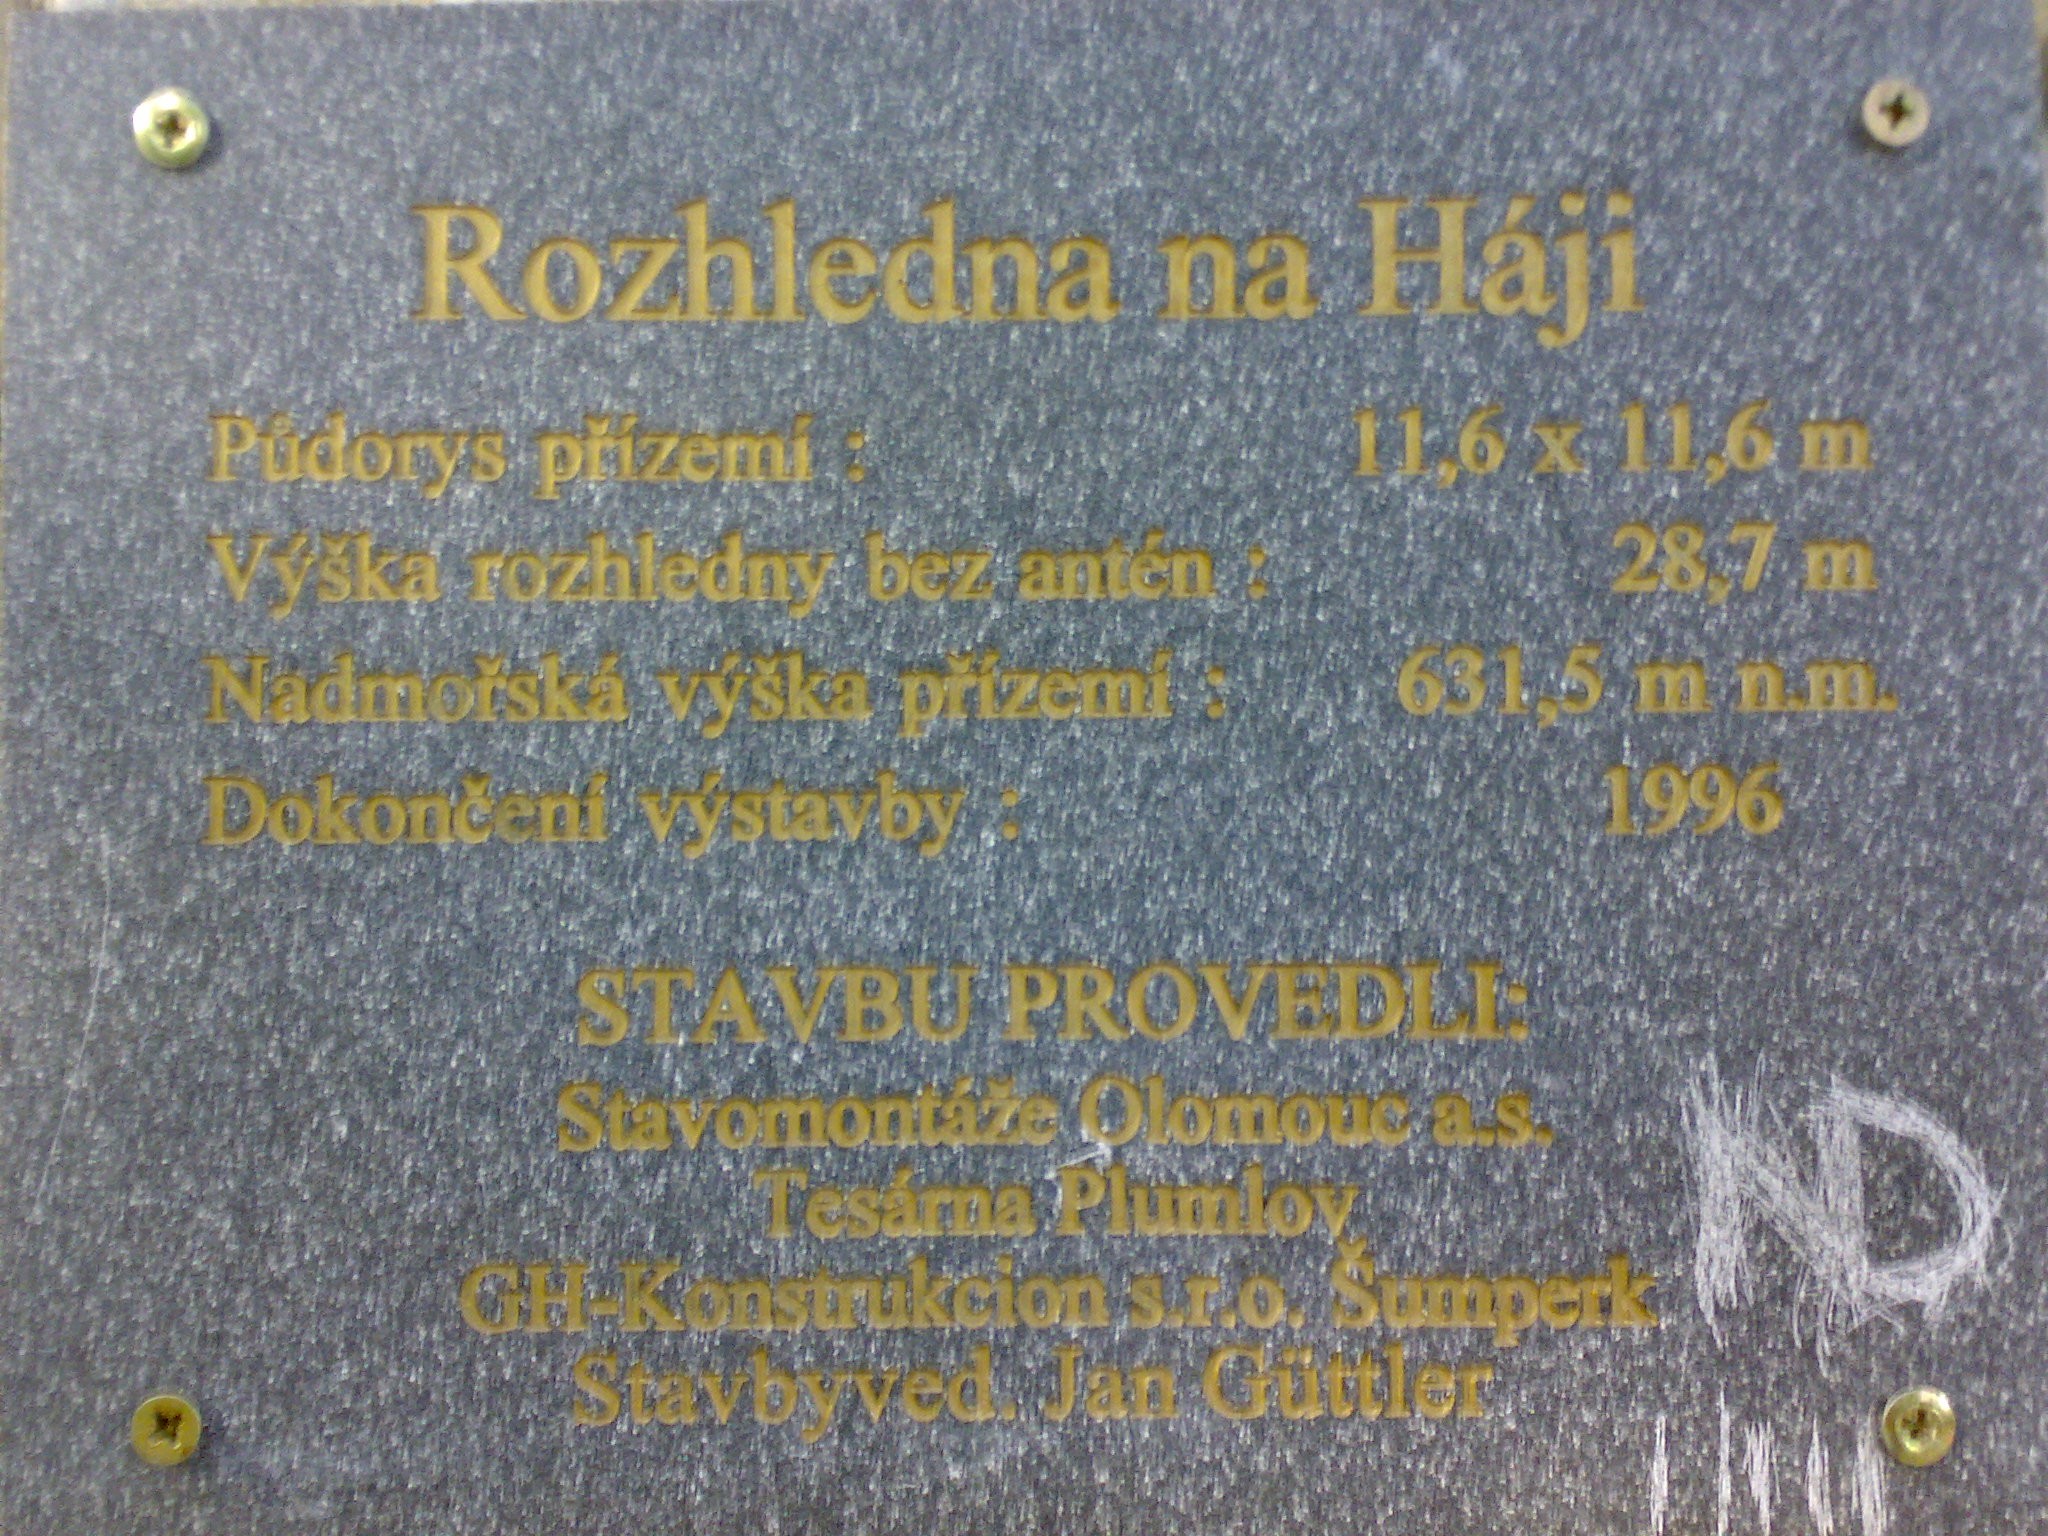 Rozhledna na Háji
Půdorys přízemí : 11,6 x 11,6 m
Výška rozhledny bez antén : 28,7 m
Nadmořská výška přízemí : 631,5 m n.m.
Dokončení výstavby : 1996
STAVBU PROVEDLI:
Stavomontáže Olomouc a.s.
Tesárna Plumlov
GH-Konstrukcion s.r.o. Šumperk
Stavbyved. Jan Güttler
ND